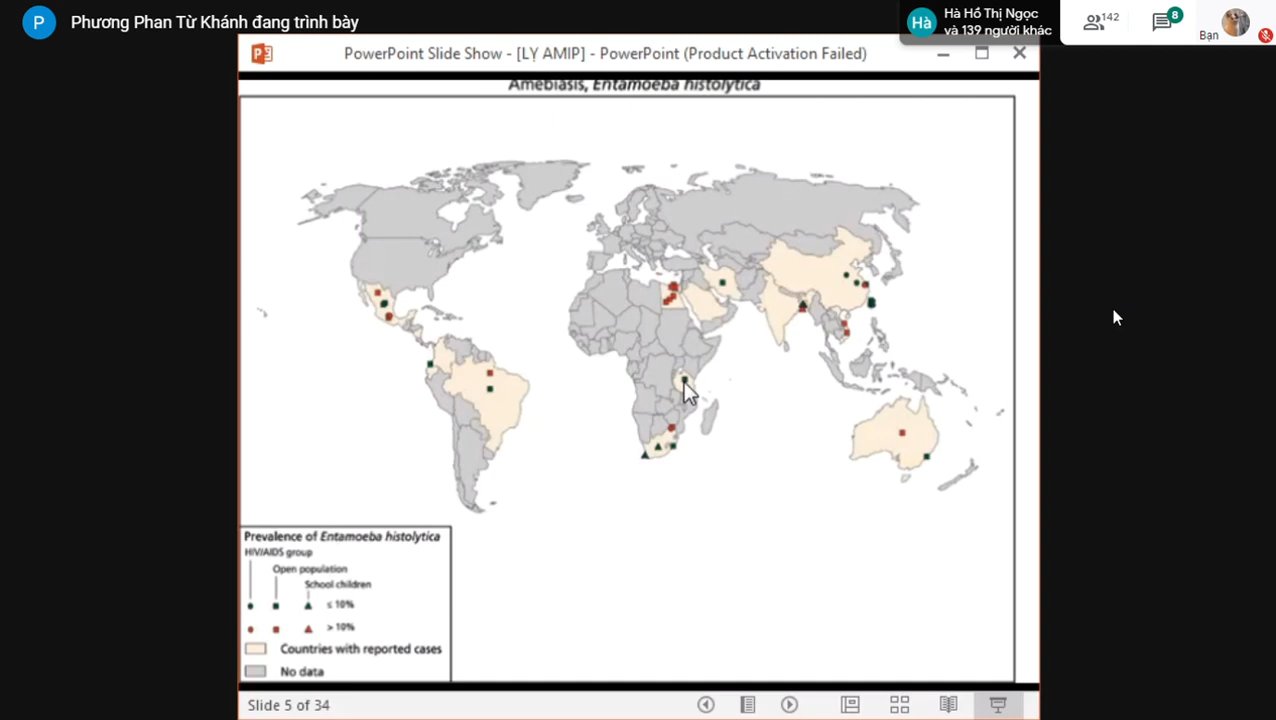 P Phương Phan Từ Khánh đang trình bày
Hà Hà Hồ Thị Ngọc
và 139 người khác
142
8
Bạn
PowerPoint Slide Show - [LỴ AMIP] - PowerPoint (Product Activation Failed)
Amebiasis, Entamoeba histolytica
Prevalence of Entamoeba histolytica
HIV/AIDS group
Open population
School children
≤ 10%
> 10%
Countries with reported cases
No data
Slide 5 of 34